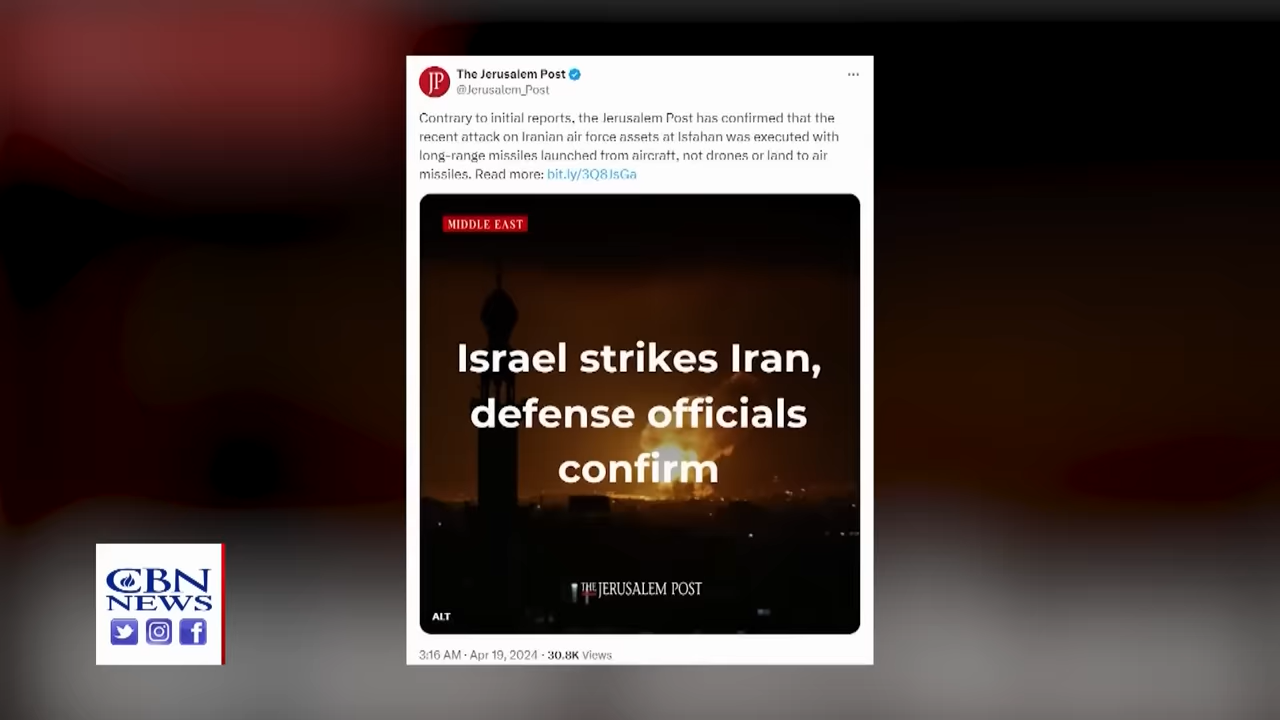 JP
The Jerusalem Post
@Jerusalem_Post
Contrary to initial reports, the Jerusalem Post has confirmed that the
recent attack on Iranian air force assets at Isfahan was executed with
long-range missiles launched from aircraft, not drones or land to air
missiles. Read more: bit.ly/3Q8JsGa
MIDDLE EAST
Israel strikes Iran,
defense officials
confirm
THE JERUSALEM POST
ALT
3:16 AM · Apr 19, 2024 · 30.8K Views
CBN
NEWS